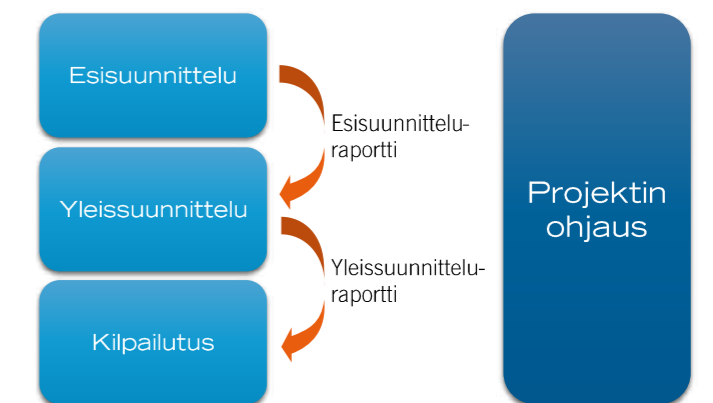 Esisuunnittelu
Esisuunnittelu-
raportti
Yleissuunnittelu
Yleissuunnittelu-
raportti
Kilpailutus
Projektin
ohjaus